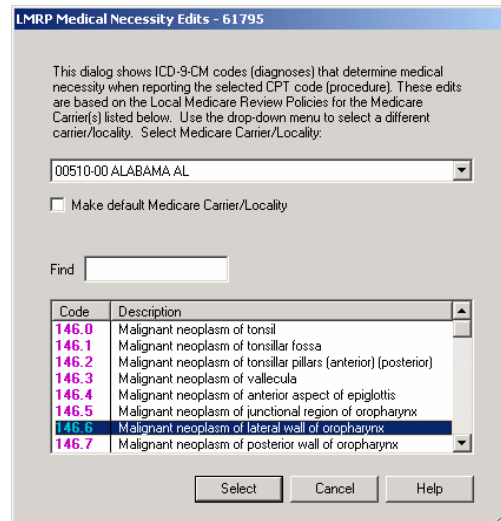 LMRP Medical Necessity Edits - 61795
This dialog shows ICD-9-CM codes (diagnoses) that determine medical
necessity when reporting the selected CPT code (procedure). These edits
are based on the Local Medicare Review Policies for the Medicare
Carrier(s) listed below. Use the drop-down menu to select a different
carrier/locality. Select Medicare Carrier/Locality:
00510-00 ALABAMA AL
Make default Medicare Carrier/Locality
Find
Code Description
146.0 Malignant neoplasm of tonsil
146.1 Malignant neoplasm of tonsillar fossa
146.2 Malignant neoplasm of tonsillar pillars (anterior) (posterior)
146.3 Malignant neoplasm of vallecula
146.4 Malignant neoplasm of anterior aspect of epiglottis
146.5 Malignant neoplasm of junctional region of oropharynx
146.6 Malignant neoplasm of lateral wall of oropharynx
146.7 Malignant neoplasm of posterior wall of oropharynx
Select Cancel Help